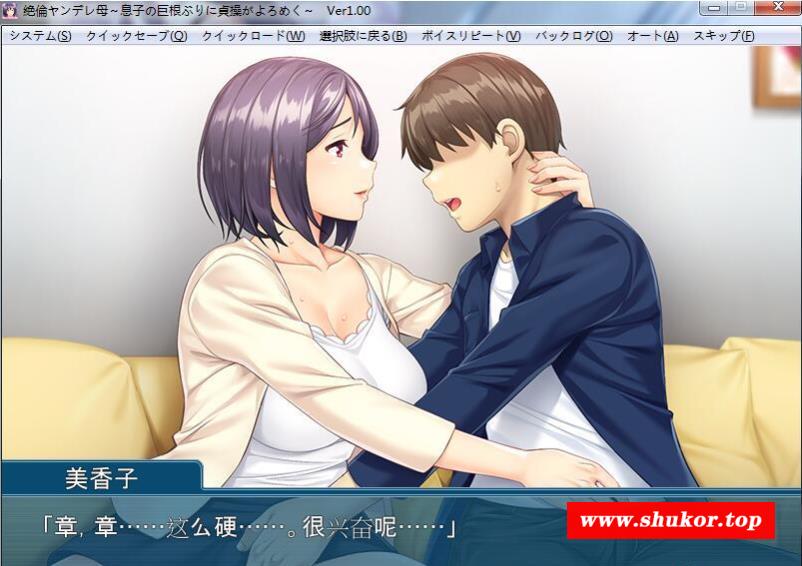 絶倫ヤンデレ母～息子の巨根ぶりに貞操がよろめく～　Ver1.00
システム(S)　クイックセーブ(Q)　クイックロード(W)　選択肢に戻る(B)　ボイスリピート(V)　バックログ(O)　オート(A)　スキップ(F)
美香子
「章，章……这么硬……。很兴奋呢……」
www.shukor.top